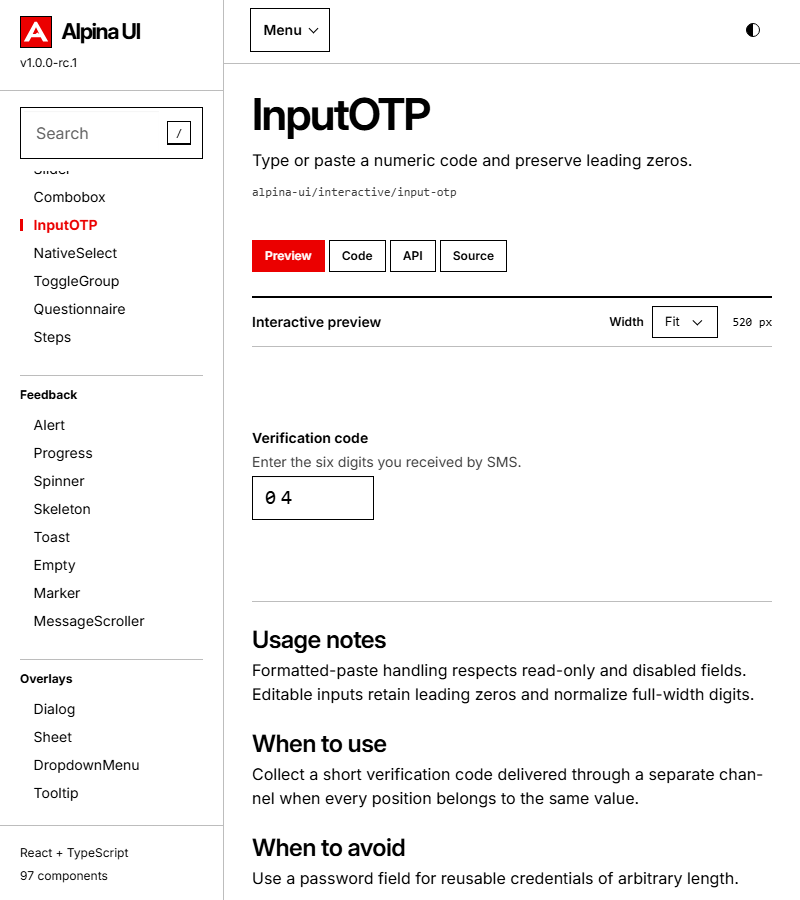 Alpina UI
v1.0.0-rc.1
Search /
Slider
Combobox
InputOTP
NativeSelect
ToggleGroup
Questionnaire
Steps
Feedback
Alert
Progress
Spinner
Skeleton
Toast
Empty
Marker
MessageScroller
Overlays
Dialog
Sheet
DropdownMenu
Tooltip
React + TypeScript
97 components
Menu
InputOTP
Type or paste a numeric code and preserve leading zeros.
alpina-ui/interactive/input-otp
Preview Code API Source
Interactive preview Width Fit 520 px
Verification code
Enter the six digits you received by SMS.
04
Usage notes
Formatted-paste handling respects read-only and disabled fields.
Editable inputs retain leading zeros and normalize full-width digits.
When to use
Collect a short verification code delivered through a separate chan-
nel when every position belongs to the same value.
When to avoid
Use a password field for reusable credentials of arbitrary length.